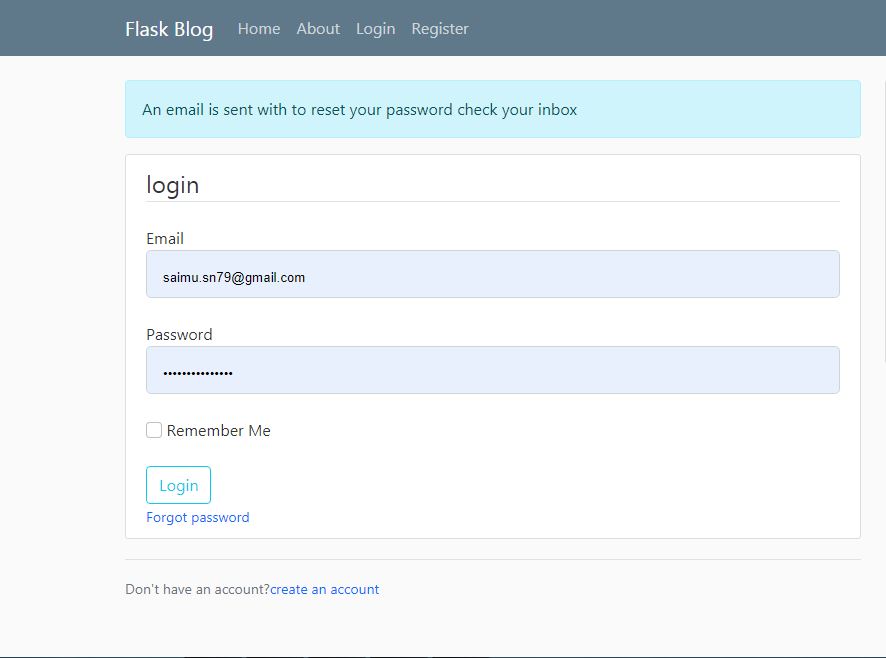 Flask Blog Home About Login Register
An email is sent with to reset your password check your inbox
login
Email
saimu.sn79@gmail.com
Password
•••••••••••••••
Remember Me
Login
Forgot password
Don't have an account?create an account